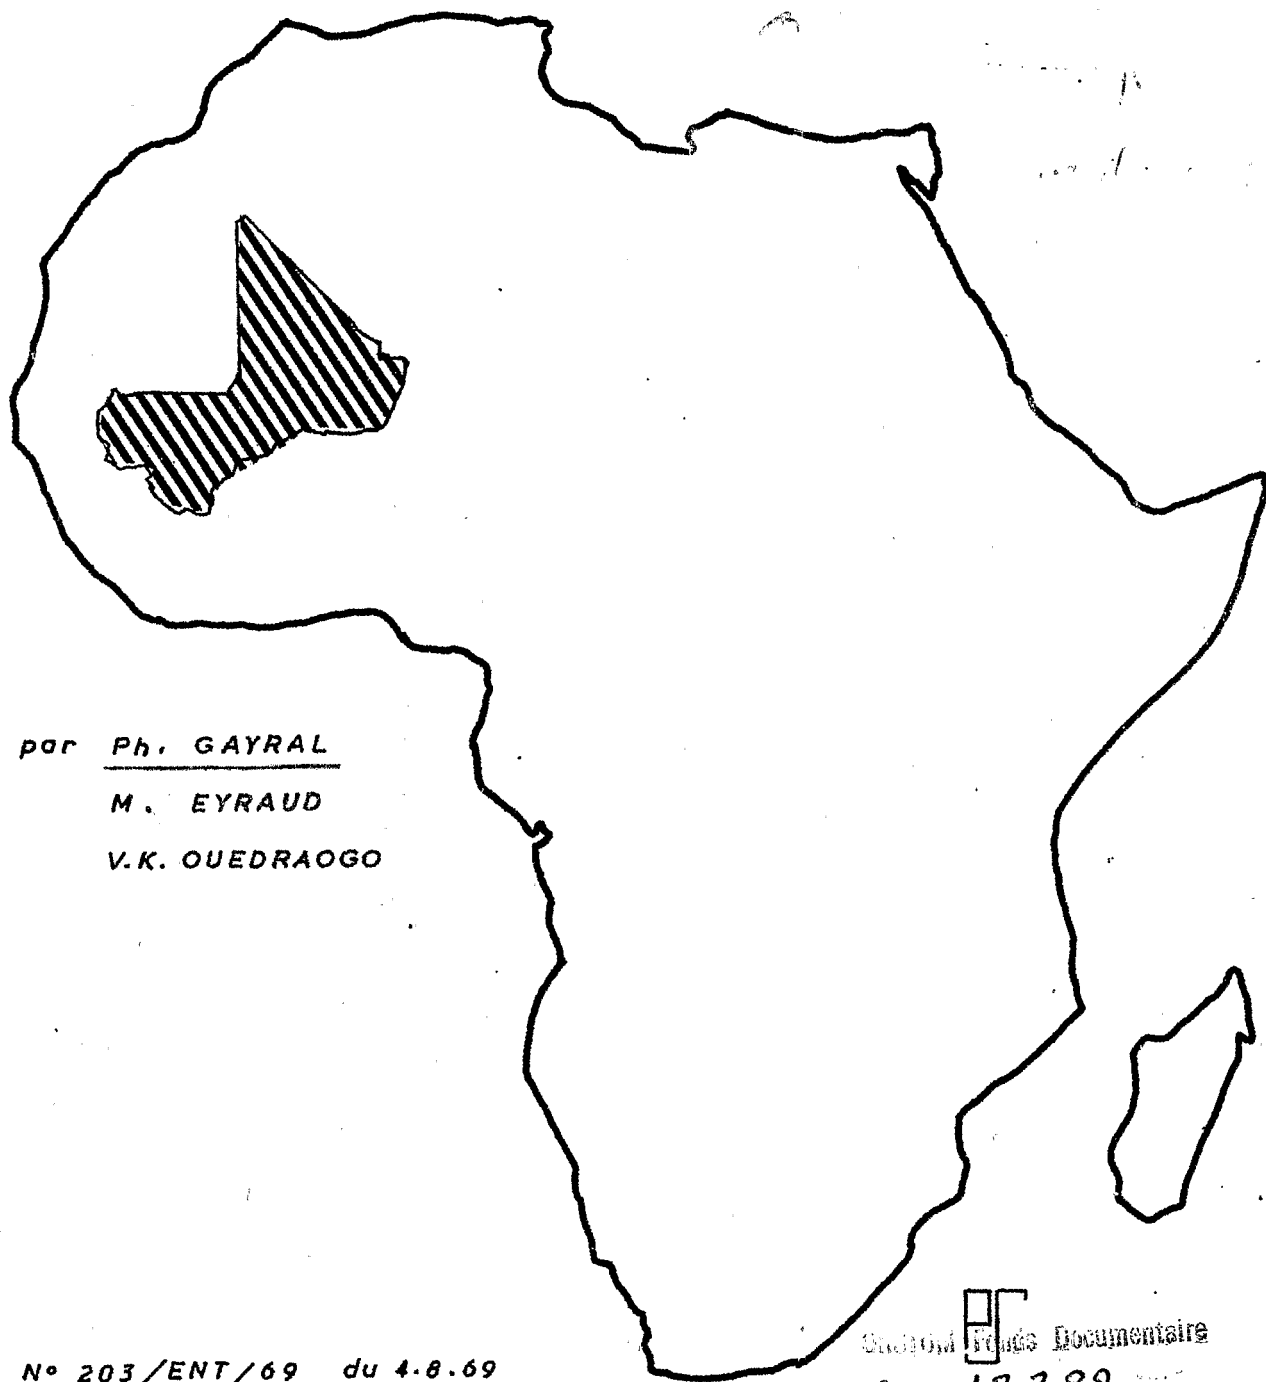 par Ph. GAYRAL
M. EYRAUD
V.K. OUEDRAOGO
N° 203/ENT/69 du 4.8.69
Fonds Documentaire